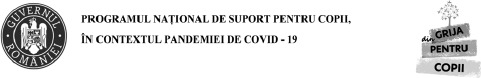 GUVERNUL
ROMÂNIEI
PROGRAMUL NAȚIONAL DE SUPORT PENTRU COPII,
ÎN CONTEXTUL PANDEMIEI DE COVID - 19
din GRIJA
PENTRU
COPII